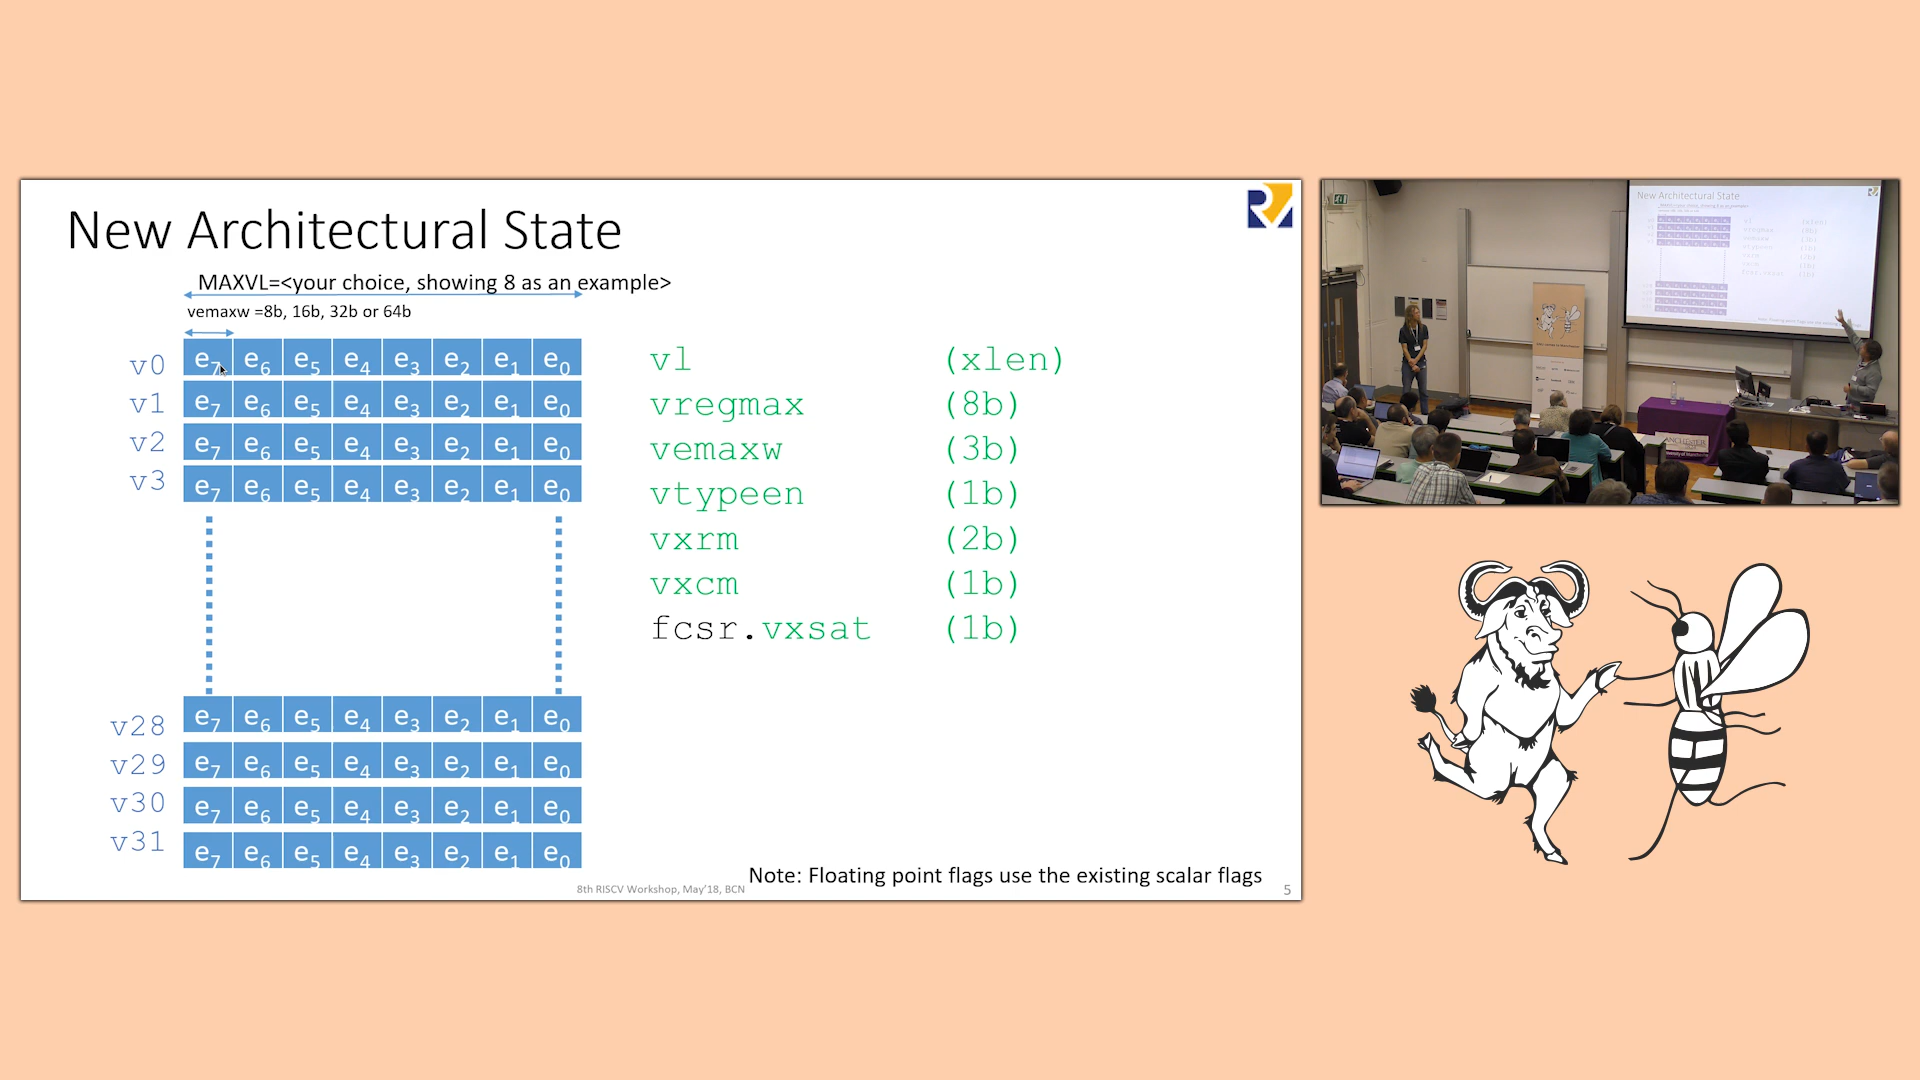 New Architectural State
MAXVL=<your choice, showing 8 as an example>
vemaxw =8b, 16b, 32b or 64b
v0 e7 e6 e5 e4 e3 e2 e1 e0
v1 e7 e6 e5 e4 e3 e2 e1 e0
v2 e7 e6 e5 e4 e3 e2 e1 e0
v3 e7 e6 e5 e4 e3 e2 e1 e0
v28 e7 e6 e5 e4 e3 e2 e1 e0
v29 e7 e6 e5 e4 e3 e2 e1 e0
v30 e7 e6 e5 e4 e3 e2 e1 e0
v31 e7 e6 e5 e4 e3 e2 e1 e0
vl (xlen)
vregmax (8b)
vemaxw (3b)
vtypeen (1b)
vxrm (2b)
vxcm (1b)
fcsr.vxsat (1b)
Note: Floating point flags use the existing scalar flags
8th RISCV Workshop, May'18, BCN
5
New Architectural State